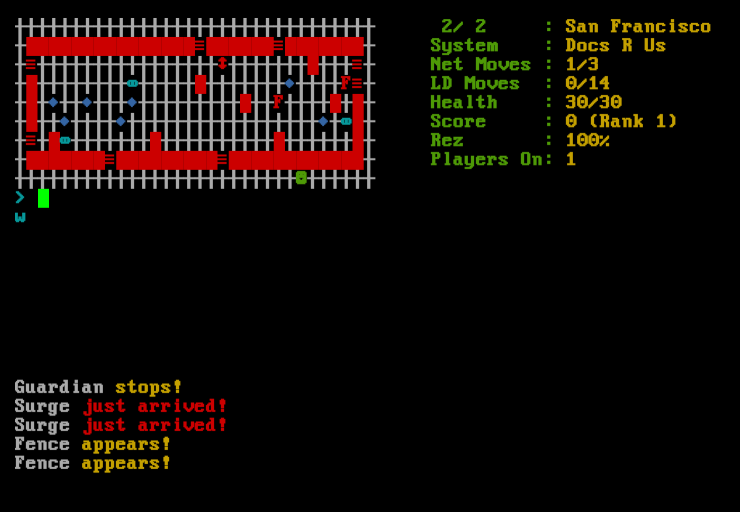 2/ 2 : San Francisco
System : Docs R Us
Net Moves : 1/3
LD Moves : 0/14
Health : 30/30
Score : 0 (Rank 1)
Rez : 100%
Players On: 1
F
F
>
w
Guardian stops!
Surge just arrived!
Surge just arrived!
Fence appears!
Fence appears!